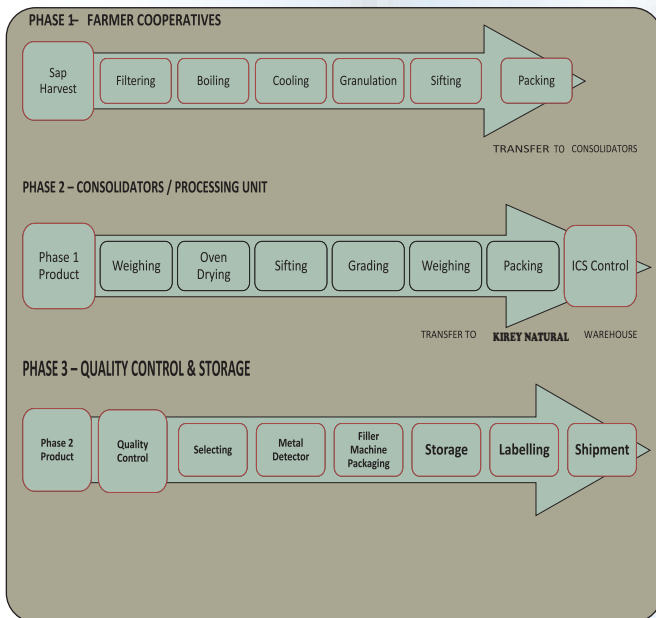 PHASE 1– FARMER COOPERATIVES
Sap
Harvest
Filtering
Boiling
Cooling
Granulation
Sifting
Packing
TRANSFER TO CONSOLIDATORS
PHASE 2 – CONSOLIDATORS / PROCESSING UNIT
Phase 1
Product
Weighing
Oven
Drying
Sifting
Grading
Weighing
Packing
ICS Control
TRANSFER TO KIREY NATURAL WAREHOUSE
PHASE 3 – QUALITY CONTROL & STORAGE
Phase 2
Product
Quality
Control
Selecting
Metal
Detector
Filler
Machine
Packaging
Storage
Labelling
Shipment